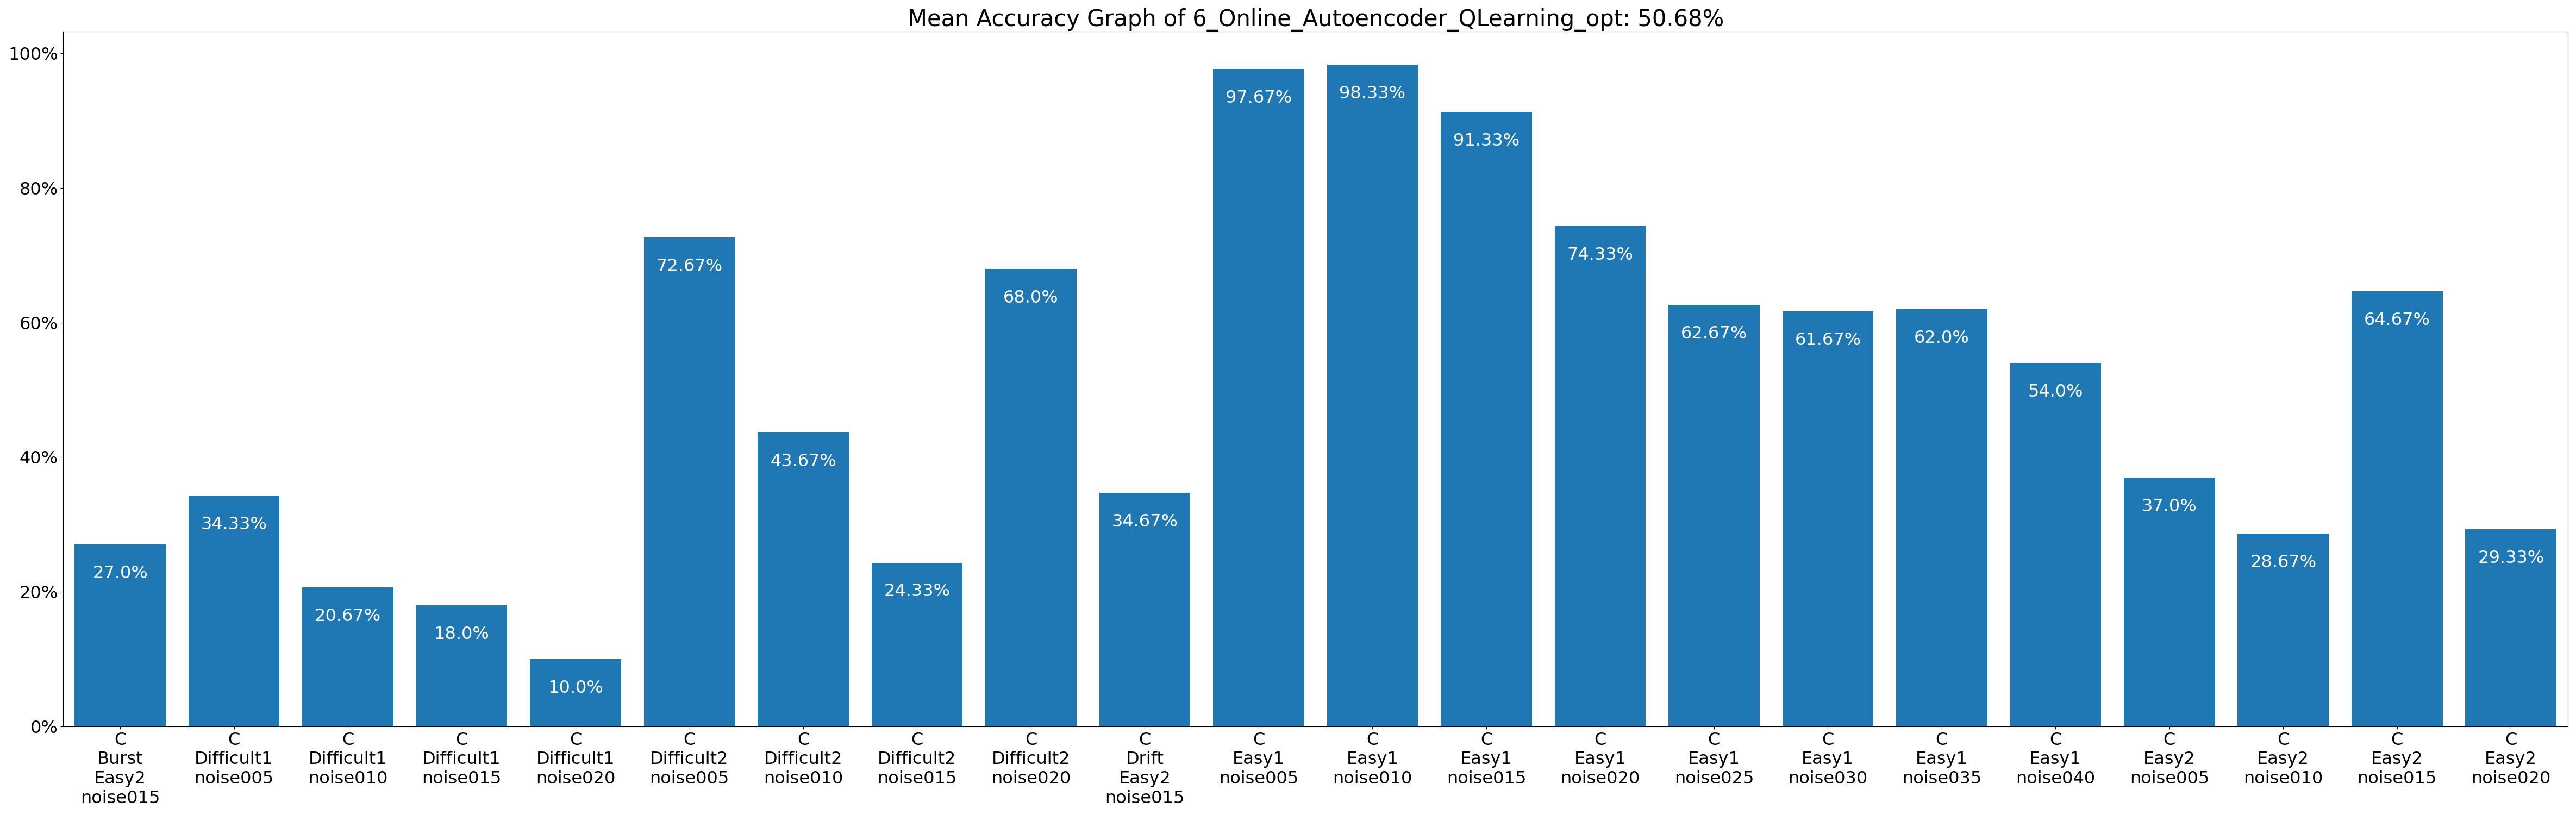 Mean Accuracy Graph of 6_Online_Autoencoder_QLearning_opt: 50.68%
100%
80%
60%
40%
20%
0%
27.0%
34.33%
20.67%
18.0%
10.0%
72.67%
43.67%
24.33%
68.0%
34.67%
97.67%
98.33%
91.33%
74.33%
62.67%
61.67%
62.0%
54.0%
37.0%
28.67%
64.67%
29.33%
C
Burst
Easy2
noise015
C
Difficult1
noise005
C
Difficult1
noise010
C
Difficult1
noise015
C
Difficult1
noise020
C
Difficult2
noise005
C
Difficult2
noise010
C
Difficult2
noise015
C
Difficult2
noise020
C
Drift
Easy2
noise015
C
Easy1
noise005
C
Easy1
noise010
C
Easy1
noise015
C
Easy1
noise020
C
Easy1
noise025
C
Easy1
noise030
C
Easy1
noise035
C
Easy1
noise040
C
Easy2
noise005
C
Easy2
noise010
C
Easy2
noise015
C
Easy2
noise020